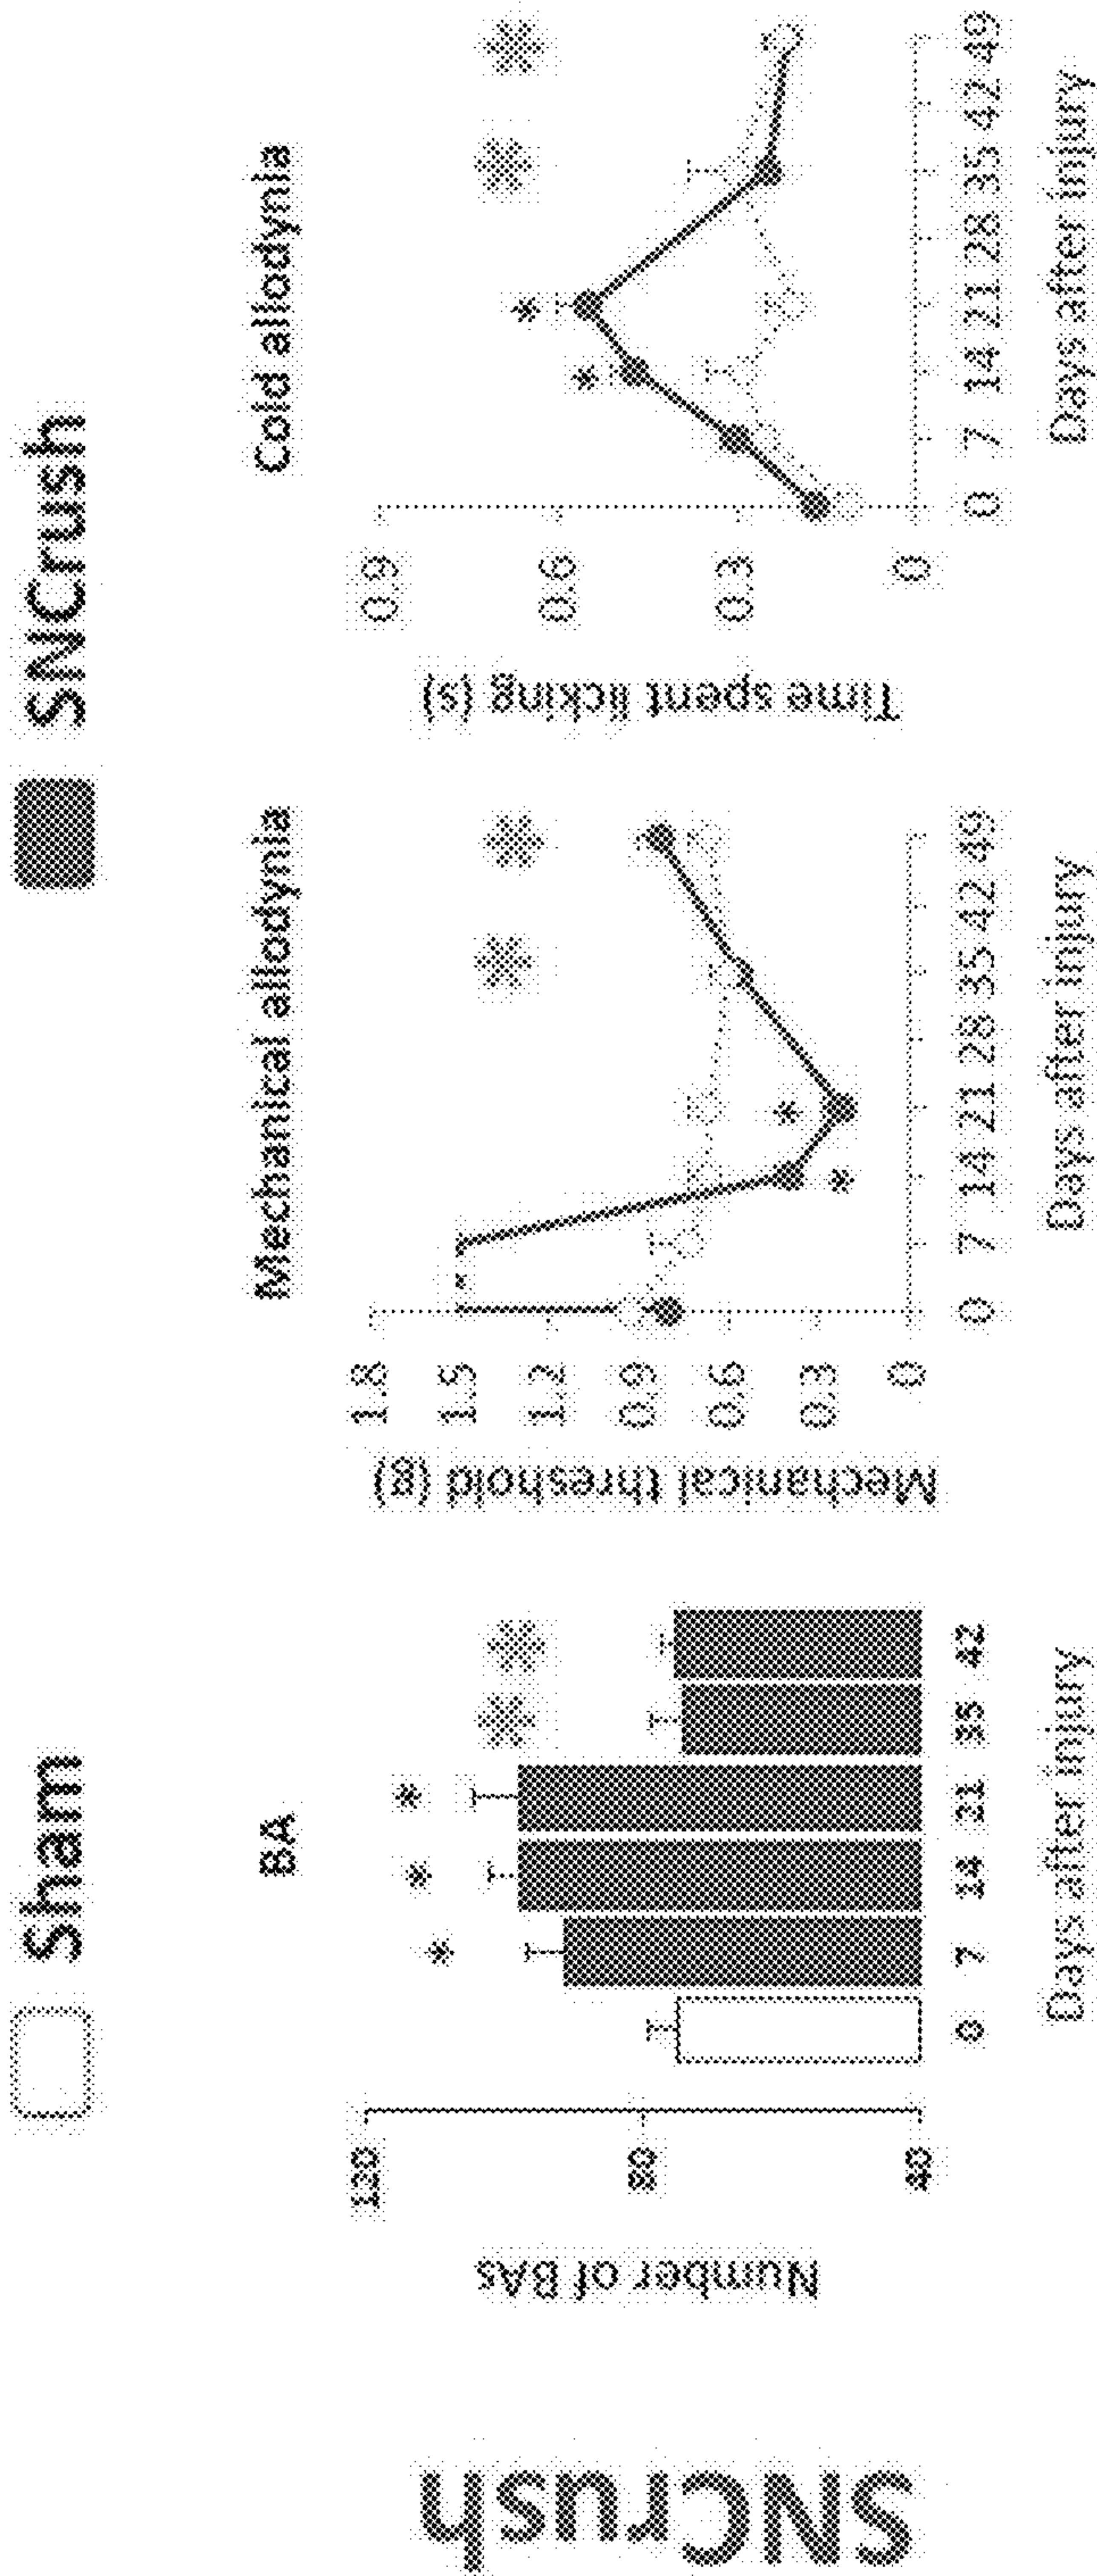 Sham
SNCrush
SNCrush
BA
Number of BAs
120
80
40
0 7 14 21 35 42
Days after injury
* * *
Mechanical allodynia
Mechanical threshold (g)
1.8
1.5
1.2
0.9
0.6
0.3
0
0 7 14 21 28 35 42 49
Days after injury
* * *
Cold allodynia
Time spent licking (s)
0.9
0.6
0.3
0
0 7 14 21 28 35 42 49
Days after injury
* *